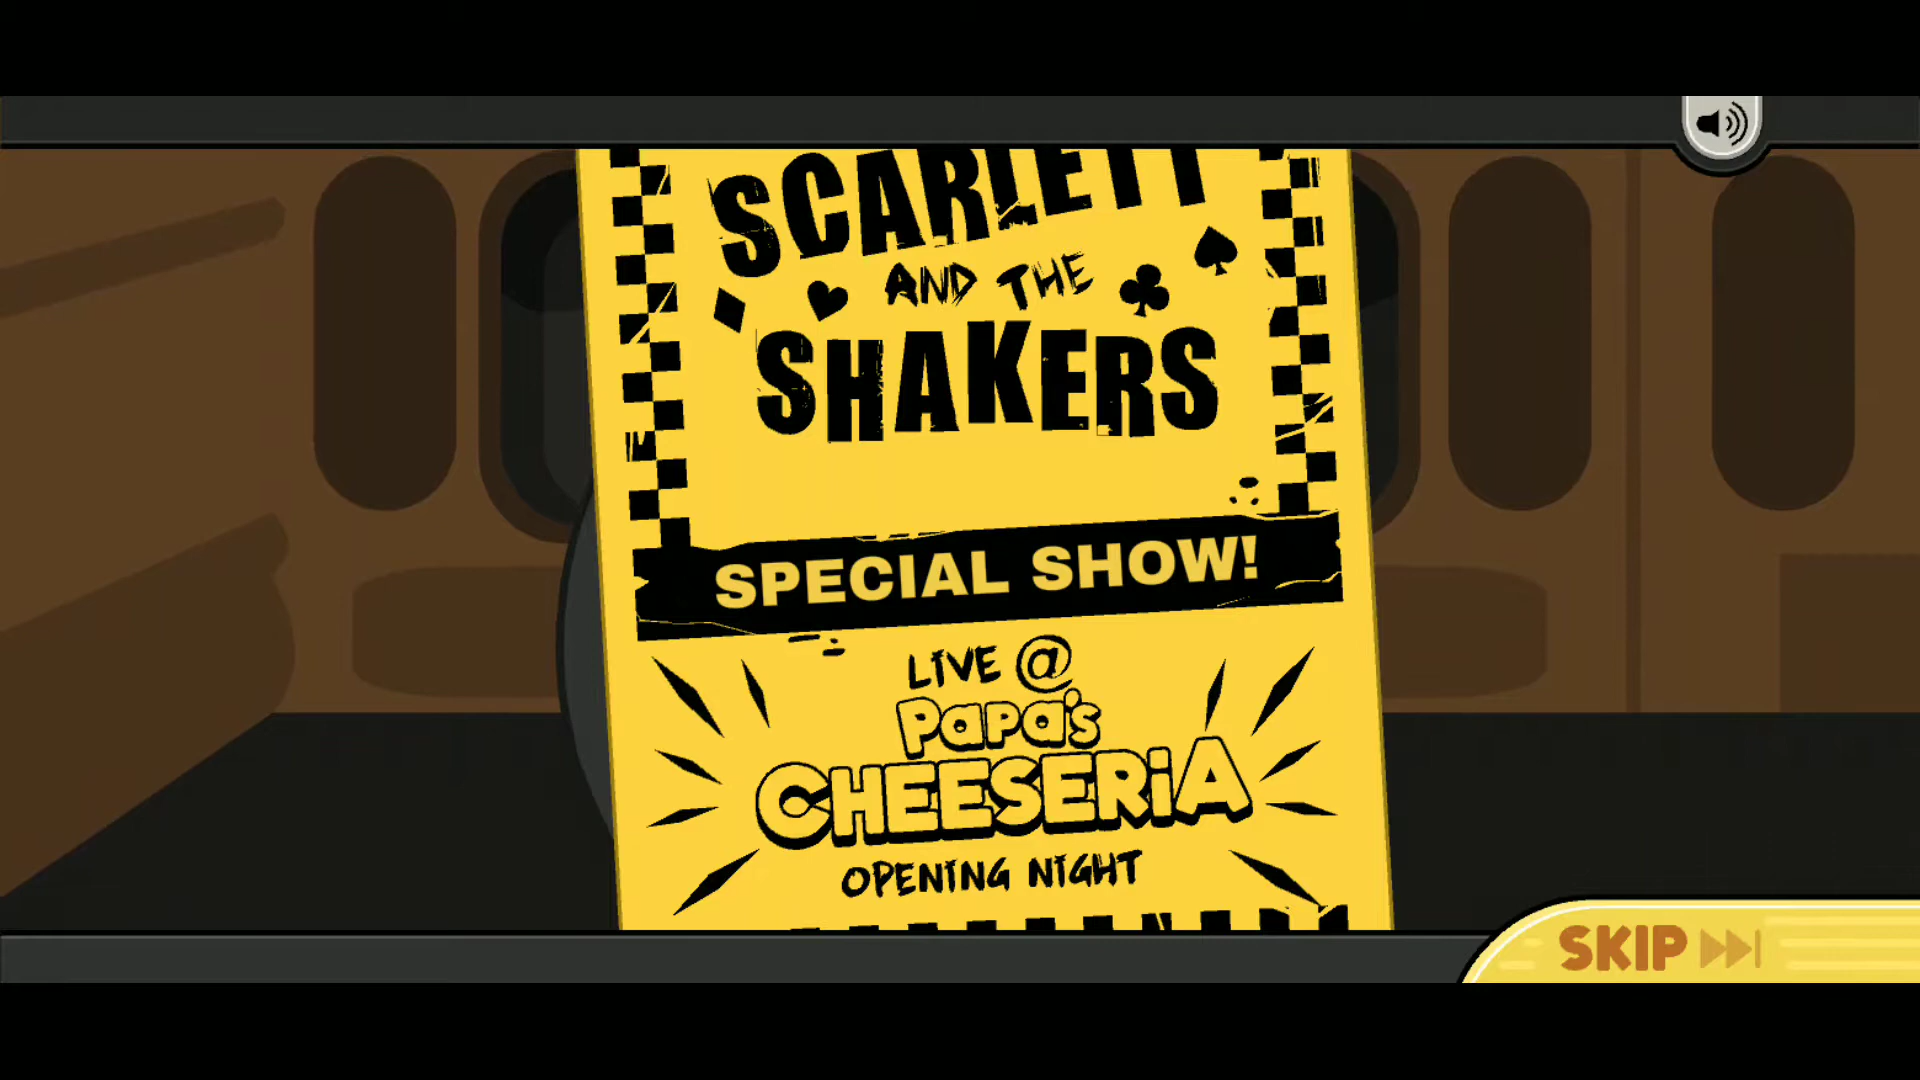 SCARLETT
AND THE
SHAKERS
SPECIAL SHOW!
LIVE @
Papa's
CHEESERiA
OPENING NIGHT
SKIP